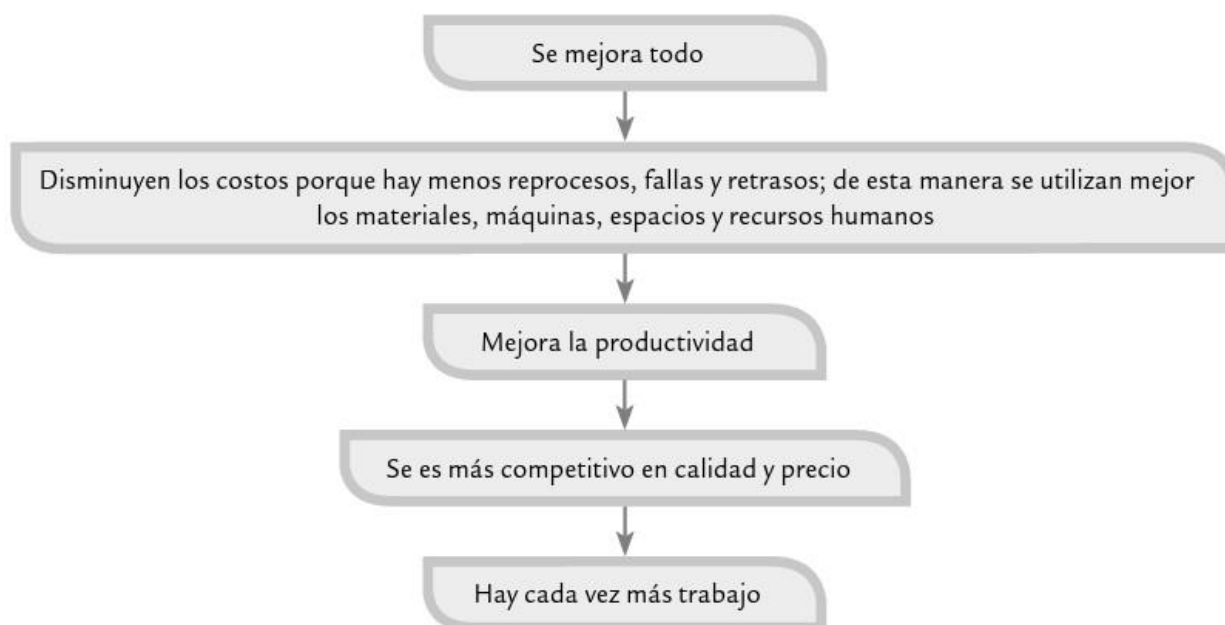 Se mejora todo
Disminuyen los costos porque hay menos reprocesos, fallas y retrasos; de esta manera se utilizan mejor
los materiales, máquinas, espacios y recursos humanos
Mejora la productividad
Se es más competitivo en calidad y precio
Hay cada vez más trabajo